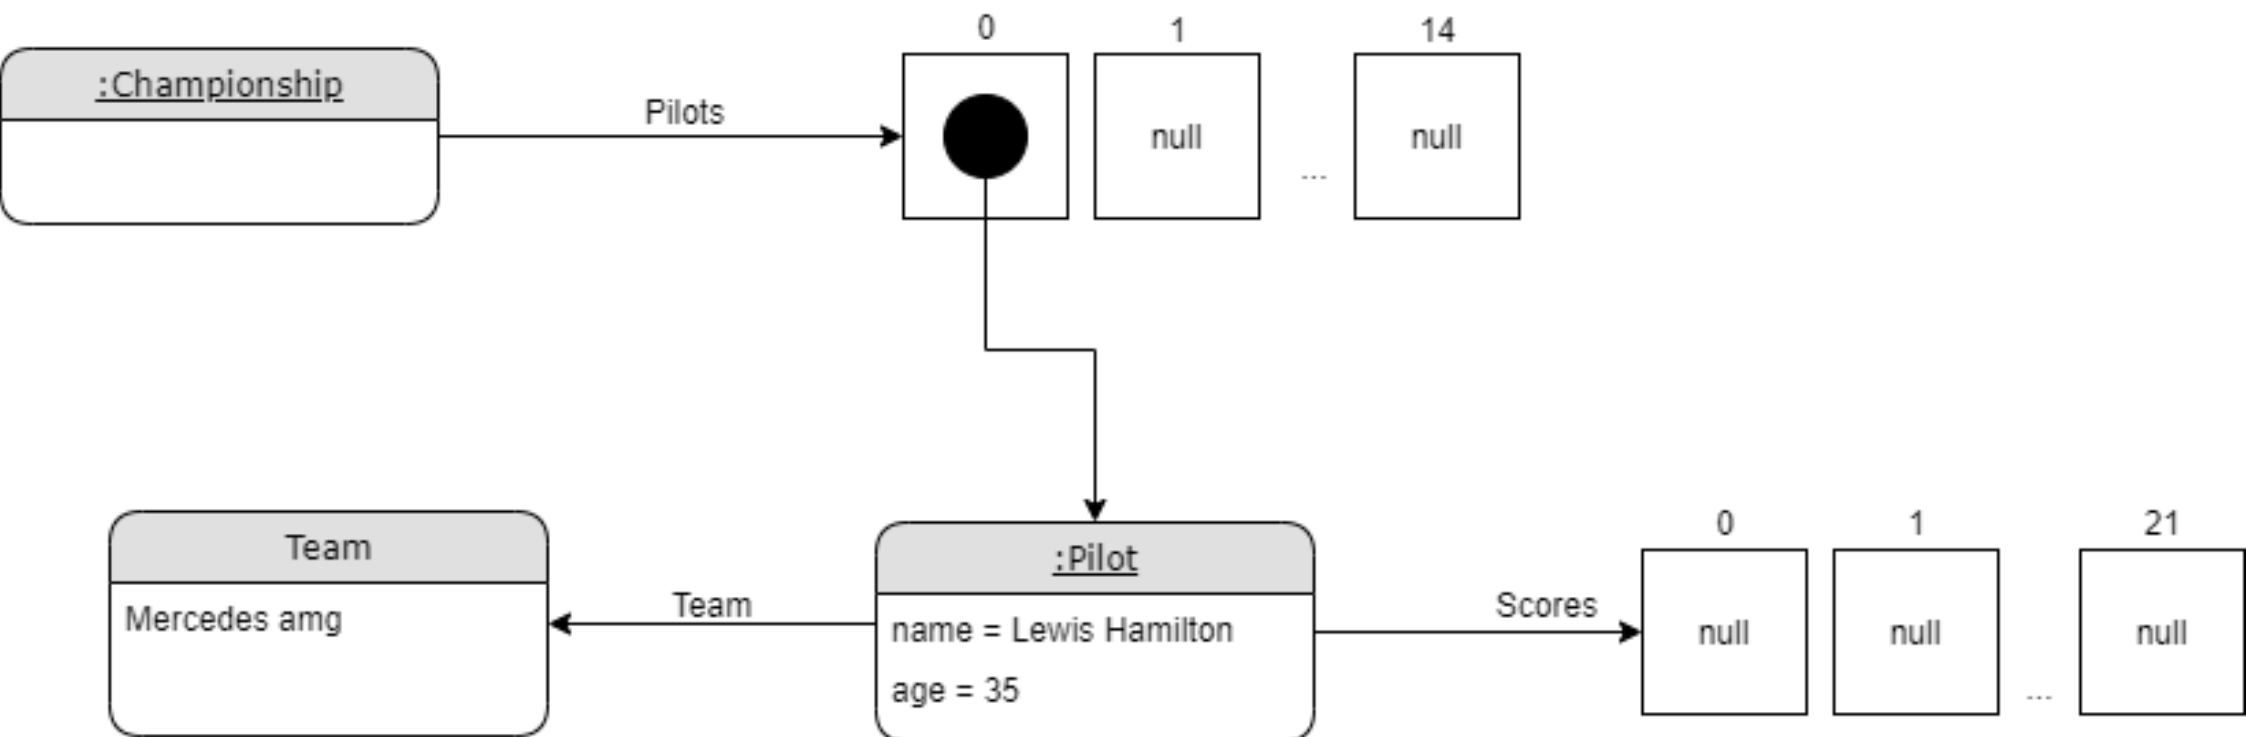 0
1
14
:Championship
Pilots
null
null
...
Team
Mercedes amg
Team
:Pilot
name = Lewis Hamilton
age = 35
Scores
0
1
21
null
null
null
...